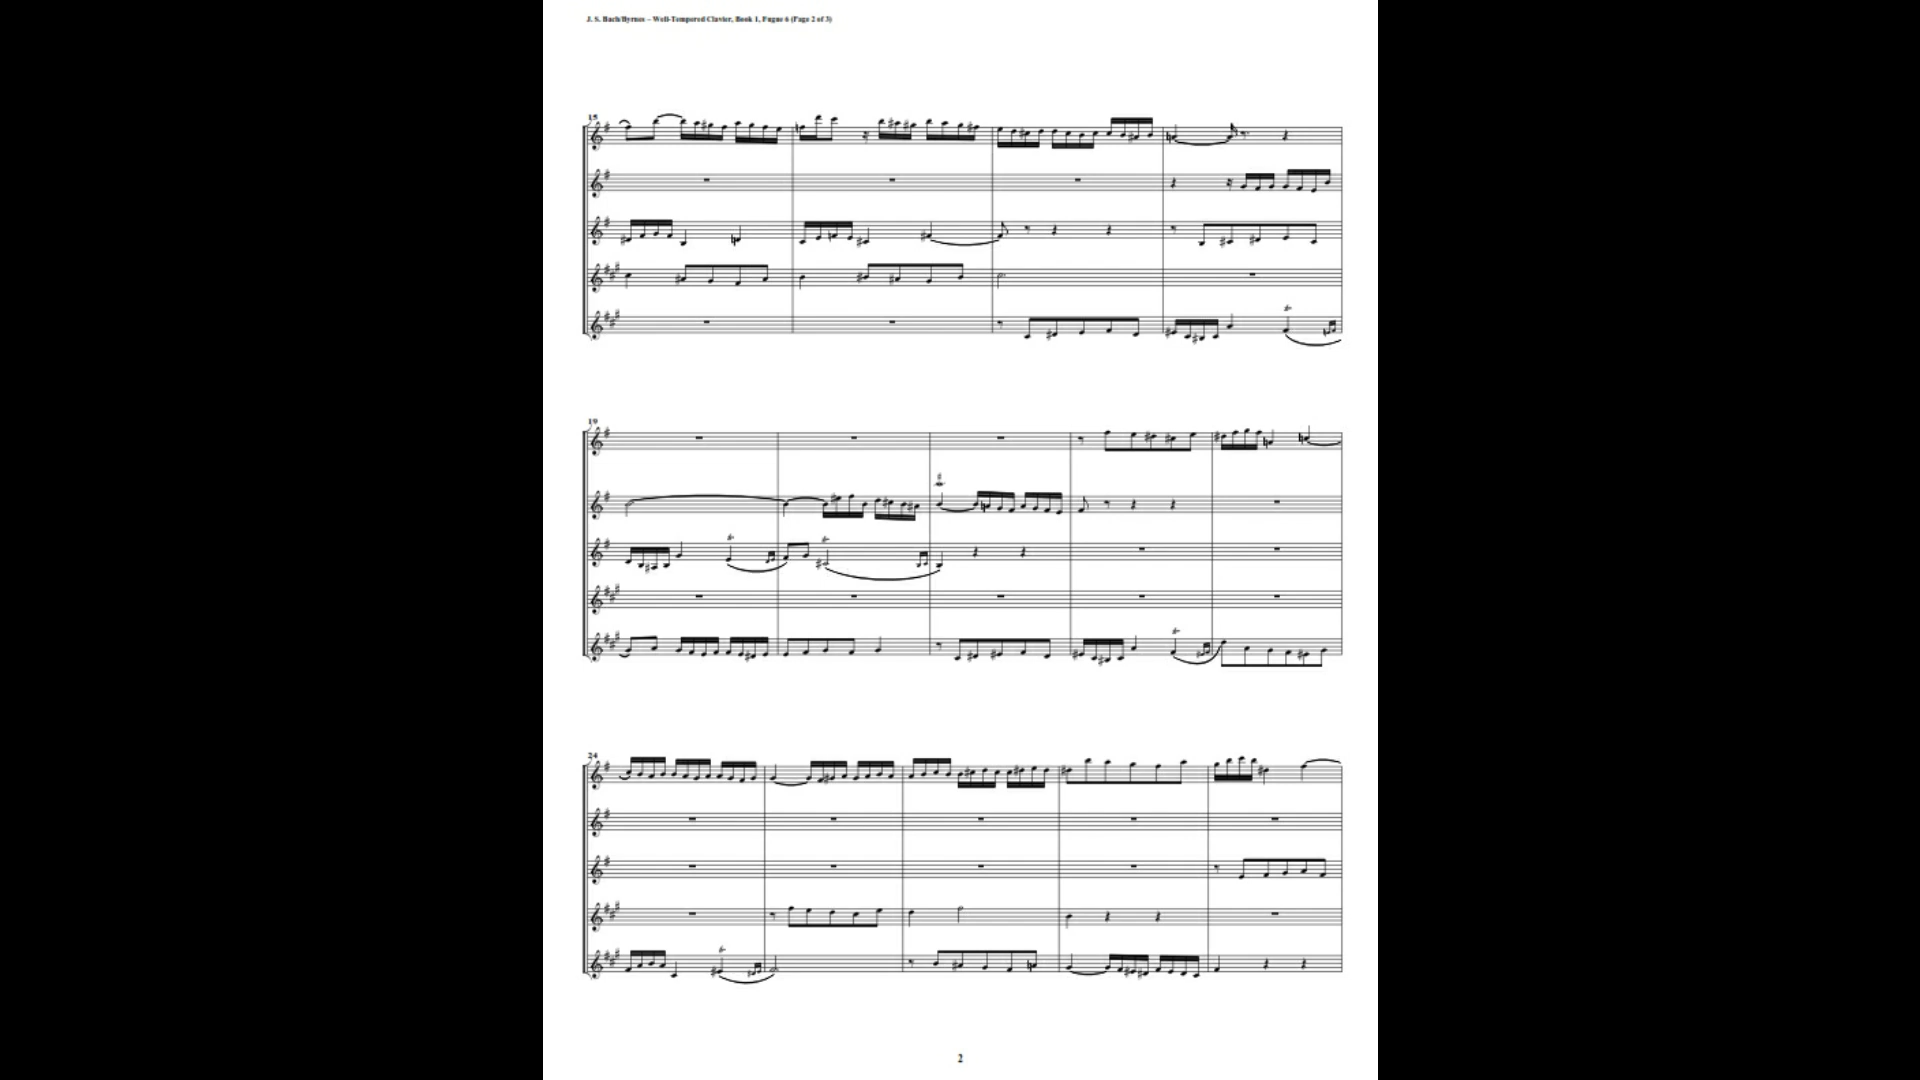 J. S. Bach/Byrnes – Well-Tempered Clavier, Book 1, Fugue 6 (Page 2 of 3)
15
19
24
2